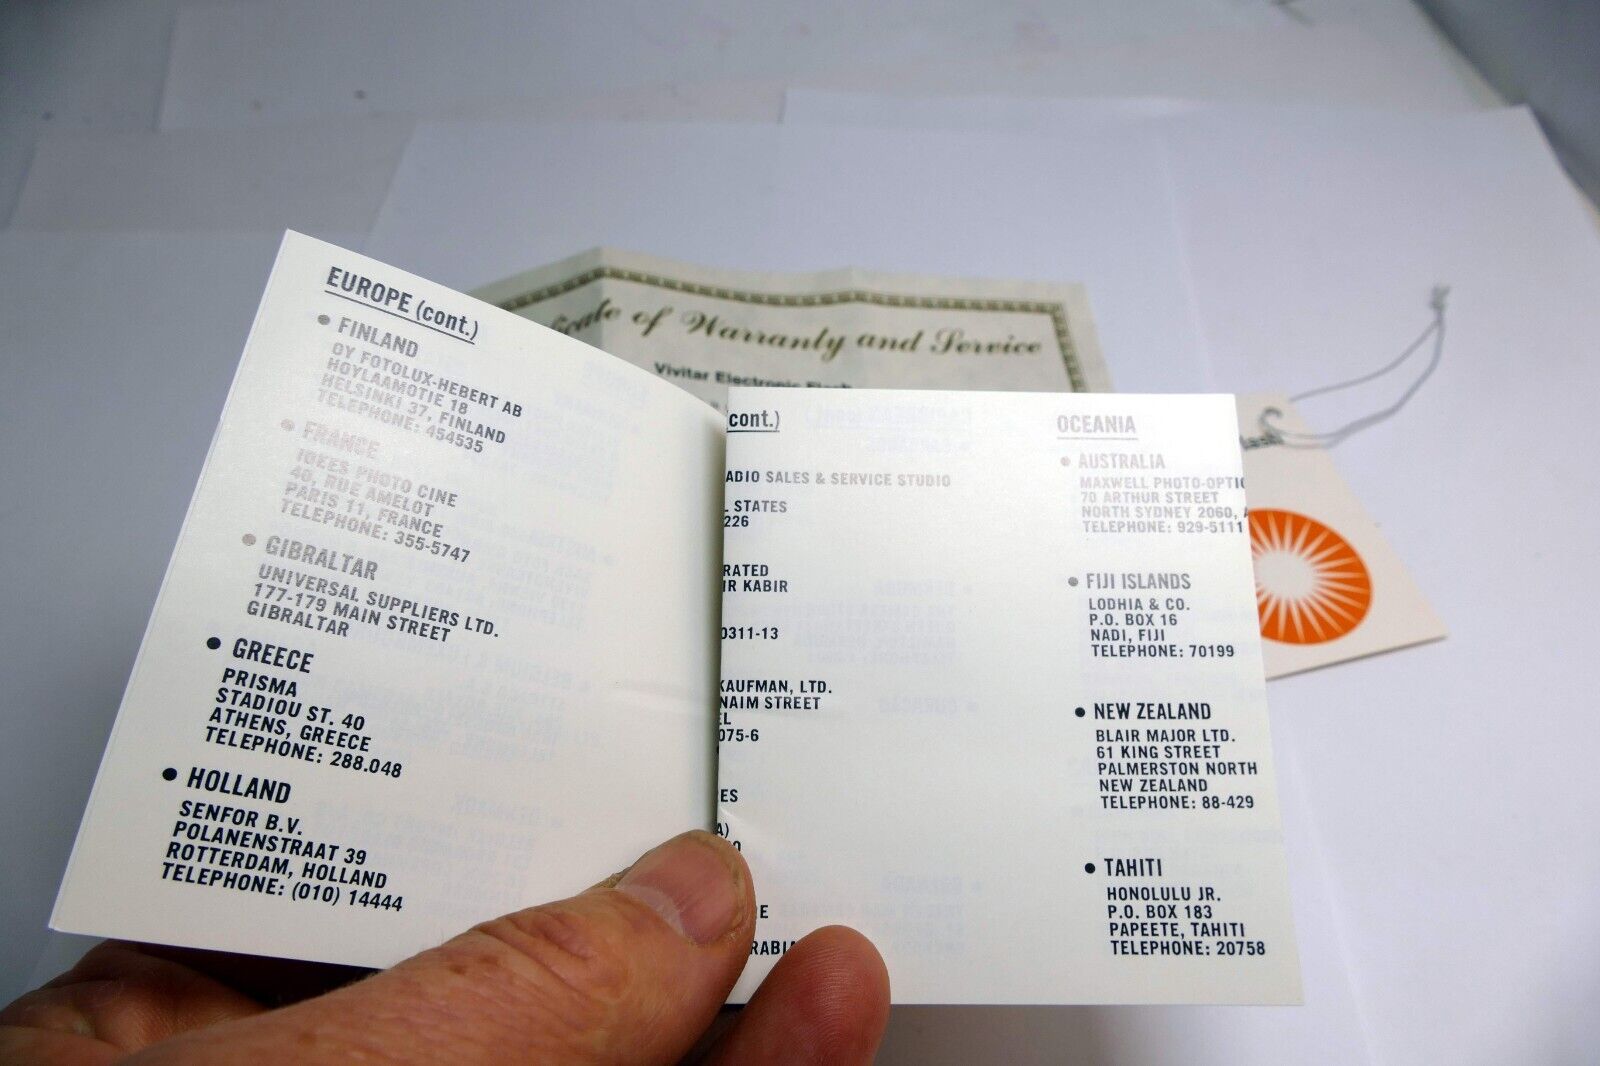 EUROPE (cont.)
• FINLAND
OY FOTOLUX-HEBERT AB
HOYLAAMOTIE 18
HELSINKI 37, FINLAND
TELEPHONE: 454535
• FRANCE
IDEES PHOTO CINE
40, RUE AMELOT
PARIS 11, FRANCE
TELEPHONE: 355-5747
• GIBRALTAR
UNIVERSAL SUPPLIERS LTD.
177-179 MAIN STREET
GIBRALTAR
• GREECE
PRISMA
STADIOU ST. 40
ATHENS, GREECE
TELEPHONE: 288.048
• HOLLAND
SENFOR B.V.
POLANENSTRAAT 39
ROTTERDAM, HOLLAND
TELEPHONE: (010) 14444
cont.)
ADIO SALES & SERVICE STUDIO
L STATES
226
RATED
IR KABIR
0311-13
KAUFMAN, LTD.
NAIM STREET
EL
075-6
ES
A)
RE
RABIA
OCEANIA
• AUSTRALIA
MAXWELL PHOTO-OPTIC
70 ARTHUR STREET
NORTH SYDNEY 2060, A
TELEPHONE: 929-5111
• FIJI ISLANDS
LODHIA & CO.
P.O. BOX 16
NADI, FIJI
TELEPHONE: 70199
• NEW ZEALAND
BLAIR MAJOR LTD.
61 KING STREET
PALMERSTON NORTH
NEW ZEALAND
TELEPHONE: 88-429
• TAHITI
HONOLULU JR.
P.O. BOX 183
PAPEETE, TAHITI
TELEPHONE: 20758
icate of Warranty and Service
Vivitar Electronic Flash